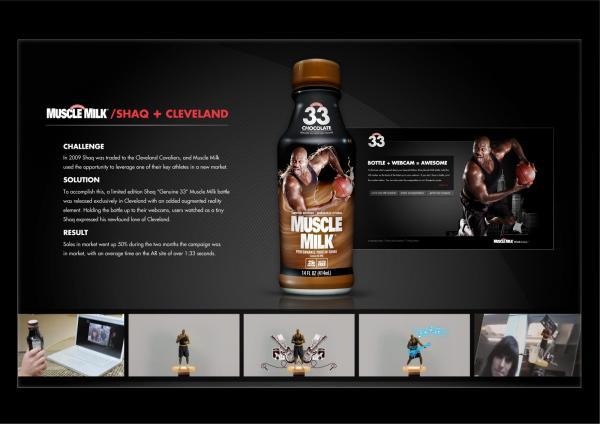 MUSCLE MILK /SHAQ + CLEVELAND
CHALLENGE
In 2009 Shaq was traded to the Cleveland Cavaliers, and Muscle Milk
used the opportunity to leverage one of their key athletes in a new market.
SOLUTION
To accomplish this, a limited edition Shaq "Genuine 33" Muscle Milk bottle
was released exclusively in Cleveland with an added augmented reality
element. Holding the bottle up to their webcams, users watched as a tiny
Shaq expressed his newfound love of Cleveland.
RESULT
Sales in market went up 50% during the two months the campaign was
in market, with an average time on the AR site of over 1:33 seconds.
33
CHOCOLATE
MUSCLE
MILK
14 FL OZ (414mL)
33
BOTTLE + WEBCAM = AWESOME
MUSCLE MILK